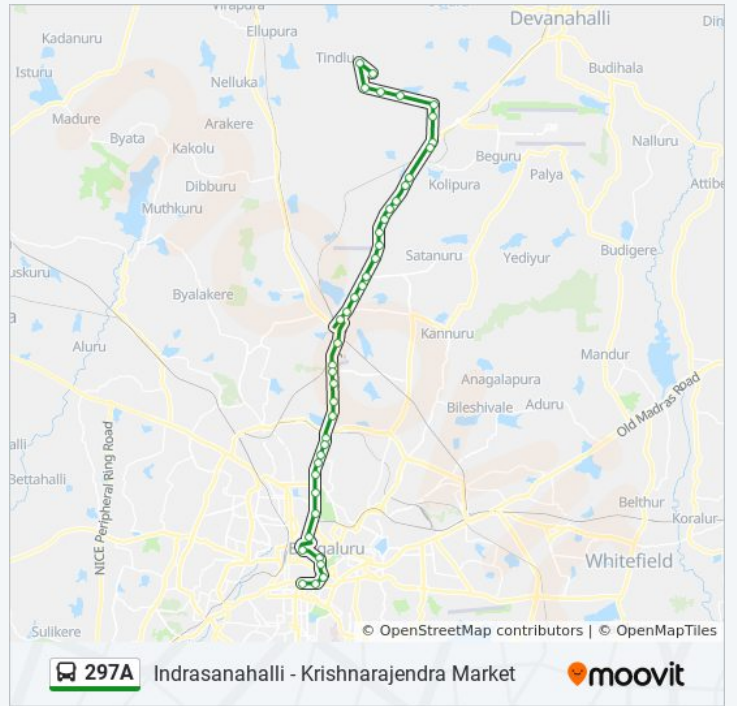 Virapura
Devanahalli
Din
Kadanuru
Ellupura
Tindlu
Isturu
Nelluka
Budihala
Madure
Arakere
Byata
Kakolu
Beguru
Nalluru
Dibburu
Kolipura
Palya
Attibe
Muthkuru
Satanuru
Yediyur
Budigere
uskuru
Byalakere
a
Aluru
Kannuru
Mandur
Anagalapura
Bileshivale
Aduru
Old Madras Road
alli
Bettahalli
NICE Peripheral Ring Road
Belthur
Koralur
Whitefield
Sulikere
© OpenStreetMap contributors | © OpenMapTiles
297A Indrasanahalli - Krishnarajendra Market moovit